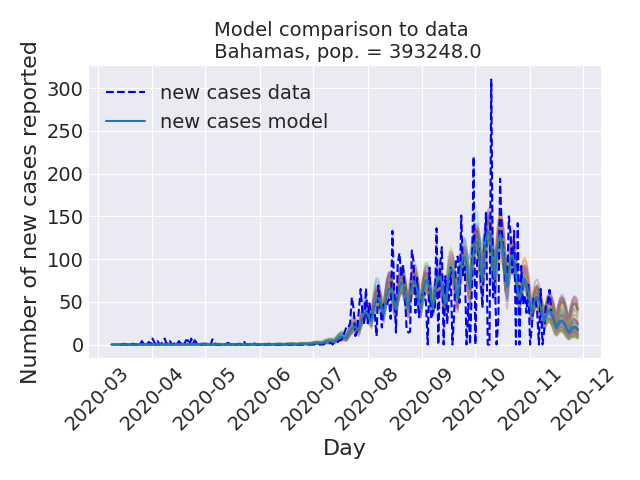 Model comparison to data
Bahamas, pop. = 393248.0
Number of new cases reported
300
250
200
150
100
50
0
new cases data
new cases model
2020-03
2020-04
2020-05
2020-06
2020-07
2020-08
2020-09
2020-10
2020-11
2020-12
Day